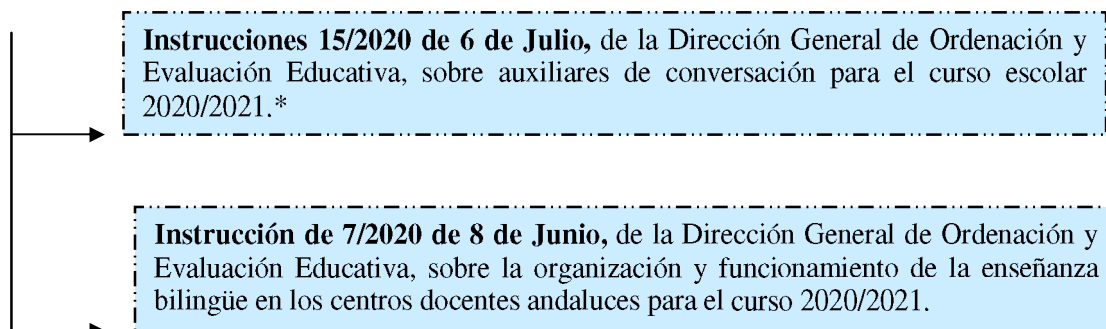 Instrucciones 15/2020 de 6 de Julio, de la Dirección General de Ordenación y
Evaluación Educativa, sobre auxiliares de conversación para el curso escolar
2020/2021.*
Instrucción de 7/2020 de 8 de Junio, de la Dirección General de Ordenación y
Evaluación Educativa, sobre la organización y funcionamiento de la enseñanza
bilingüe en los centros docentes andaluces para el curso 2020/2021.